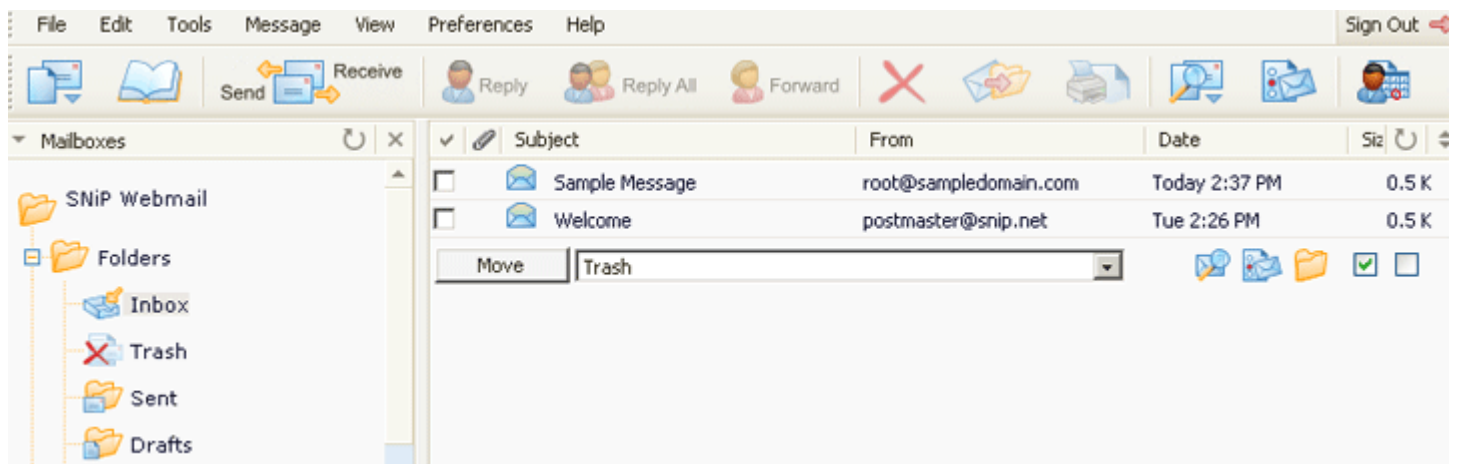 File Edit Tools Message View Preferences Help Sign Out
Send Receive Reply Reply All Forward
Mailboxes
Subject From Date Siz
SNiP Webmail
Folders
Inbox
Trash
Sent
Drafts
Sample Message root@sampledomain.com Today 2:37 PM 0.5 K
Welcome postmaster@snip.net Tue 2:26 PM 0.5 K
Move Trash